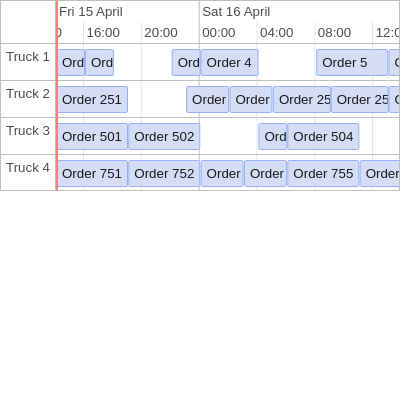 Fri 15 April Sat 16 April
16:00 20:00 00:00 04:00 08:00 12:0
Truck 1 Ord Ord Ord Order 4 Order 5
Truck 2 Order 251 Order Order Order 25 Order 25
Truck 3 Order 501 Order 502 Ord Order 504
Truck 4 Order 751 Order 752 Order Order Order 755 Order